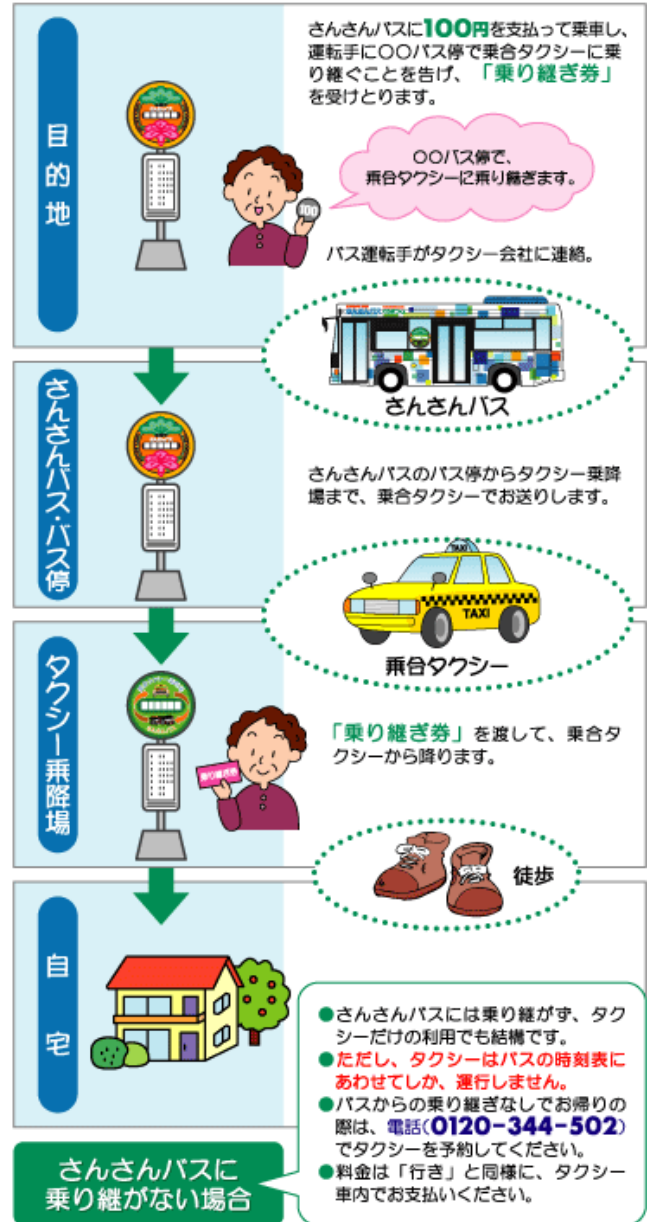 さんさんバスに100円を支払って乗車し、
運転手に〇〇バス停で乗合タクシーに乗
り継ぐことを告げ、「乗り継ぎ券」
を受けとります。
目的地
〇〇バス停で、
乗合タクシーに乗り継ぎます。
100
バス運転手がタクシー会社に連絡。
さんさんバス
さんさんバス・バス停
さんさんバスのバス停からタクシー乗降
場まで、乗合タクシーでお送りします。
TAXI
TAXI
乗合タクシー
タクシー乗降場
「乗り継ぎ券」を渡して、乗合タ
クシーから降ります。
乗り継ぎ券
徒歩
自宅
●さんさんバスには乗り継がず、タク
シーだけの利用でも結構です。
●ただし、タクシーはバスの時刻表に
あわせてしか、運行しません。
●バスからの乗り継ぎなしでお帰りの
際は、電話(0120-344-502)
でタクシーを予約してください。
●料金は「行き」と同様に、タクシー
車内でお支払いください。
さんさんバスに
乗り継がない場合